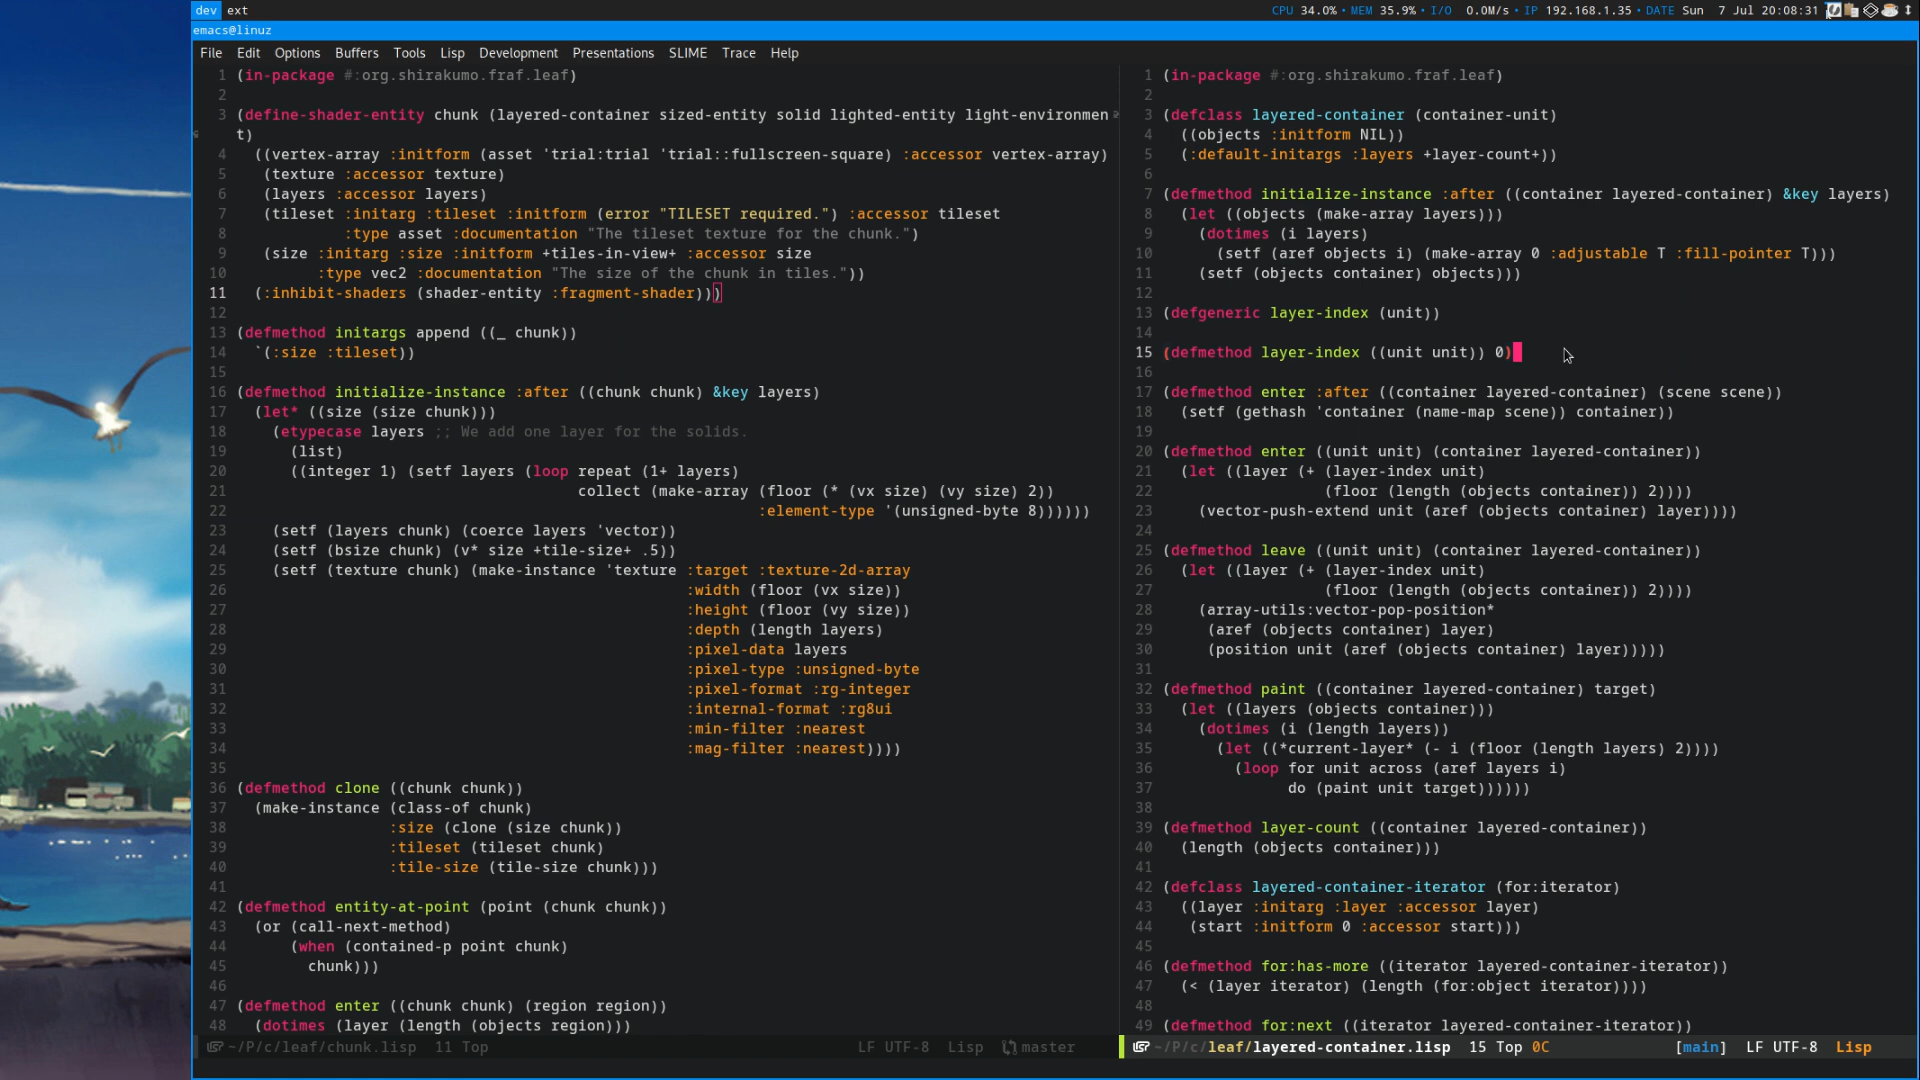 dev ext
CPU 34.0% • MEM 35.9% • I/O 0.0M/s • IP 192.168.1.35 • DATE Sun 7 Jul 20:08:31
emacs@linuz
File Edit Options Buffers Tools Lisp Development Presentations SLIME Trace Help
1 (in-package #:org.shirakumo.fraf.leaf)
2
3 (define-shader-entity chunk (layered-container sized-entity solid lighted-entity light-environmen
t)
4   ((vertex-array :initform (asset 'trial:trial 'trial::fullscreen-square) :accessor vertex-array)
5    (texture :accessor texture)
6    (layers :accessor layers)
7    (tileset :initarg :tileset :initform (error "TILESET required.") :accessor tileset
8             :type asset :documentation "The tileset texture for the chunk.")
9    (size :initarg :size :initform +tiles-in-view+ :accessor size
10          :type vec2 :documentation "The size of the chunk in tiles."))
11   (:inhibit-shaders (shader-entity :fragment-shader)))
12
13 (defmethod initargs append ((_ chunk))
14   `(:size :tileset))
15
16 (defmethod initialize-instance :after ((chunk chunk) &key layers)
17   (let* ((size (size chunk)))
18     (etypecase layers ;; We add one layer for the solids.
19       (list)
20       ((integer 1) (setf layers (loop repeat (1+ layers)
21                                       collect (make-array (floor (* (vx size) (vy size) 2))
22                                                           :element-type '(unsigned-byte 8))))))
23     (setf (layers chunk) (coerce layers 'vector))
24     (setf (bsize chunk) (v* size +tile-size+ .5))
25     (setf (texture chunk) (make-instance 'texture :target :texture-2d-array
26                                                   :width (floor (vx size))
27                                                   :height (floor (vy size))
28                                                   :depth (length layers)
29                                                   :pixel-data layers
30                                                   :pixel-type :unsigned-byte
31                                                   :pixel-format :rg-integer
32                                                   :internal-format :rg8ui
33                                                   :min-filter :nearest
34                                                   :mag-filter :nearest))))
35
36 (defmethod clone ((chunk chunk))
37   (make-instance (class-of chunk)
38                  :size (clone (size chunk))
39                  :tileset (tileset chunk)
40                  :tile-size (tile-size chunk)))
41
42 (defmethod entity-at-point (point (chunk chunk))
43   (or (call-next-method)
44       (when (contained-p point chunk)
45         chunk)))
46
47 (defmethod enter ((chunk chunk) (region region))
48   (dotimes (layer (length (objects region)))
~/P/c/leaf/chunk.lisp 11 Top LF UTF-8 Lisp master
1 (in-package #:org.shirakumo.fraf.leaf)
2
3 (defclass layered-container (container-unit)
4   ((objects :initform NIL))
5   (:default-initargs :layers +layer-count+))
6
7 (defmethod initialize-instance :after ((container layered-container) &key layers)
8   (let ((objects (make-array layers)))
9     (dotimes (i layers)
10       (setf (aref objects i) (make-array 0 :adjustable T :fill-pointer T)))
11     (setf (objects container) objects)))
12
13 (defgeneric layer-index (unit))
14
15 (defmethod layer-index ((unit unit)) 0)
16
17 (defmethod enter :after ((container layered-container) (scene scene))
18   (setf (gethash 'container (name-map scene)) container))
19
20 (defmethod enter ((unit unit) (container layered-container))
21   (let ((layer (+ (layer-index unit)
22                   (floor (length (objects container)) 2))))
23     (vector-push-extend unit (aref (objects container) layer))))
24
25 (defmethod leave ((unit unit) (container layered-container))
26   (let ((layer (+ (layer-index unit)
27                   (floor (length (objects container)) 2))))
28     (array-utils:vector-pop-position*
29      (aref (objects container) layer)
30      (position unit (aref (objects container) layer)))))
31
32 (defmethod paint ((container layered-container) target)
33   (let ((layers (objects container)))
34     (dotimes (i (length layers))
35       (let ((*current-layer* (- i (floor (length layers) 2))))
36         (loop for unit across (aref layers i)
37               do (paint unit target))))))
38
39 (defmethod layer-count ((container layered-container))
40   (length (objects container)))
41
42 (defclass layered-container-iterator (for:iterator)
43   ((layer :initarg :layer :accessor layer)
44    (start :initform 0 :accessor start)))
45
46 (defmethod for:has-more ((iterator layered-container-iterator))
47   (< (layer iterator) (length (for:object iterator))))
48
49 (defmethod for:next ((iterator layered-container-iterator))
~/P/c/leaf/layered-container.lisp 15 Top 0C [main] LF UTF-8 Lisp